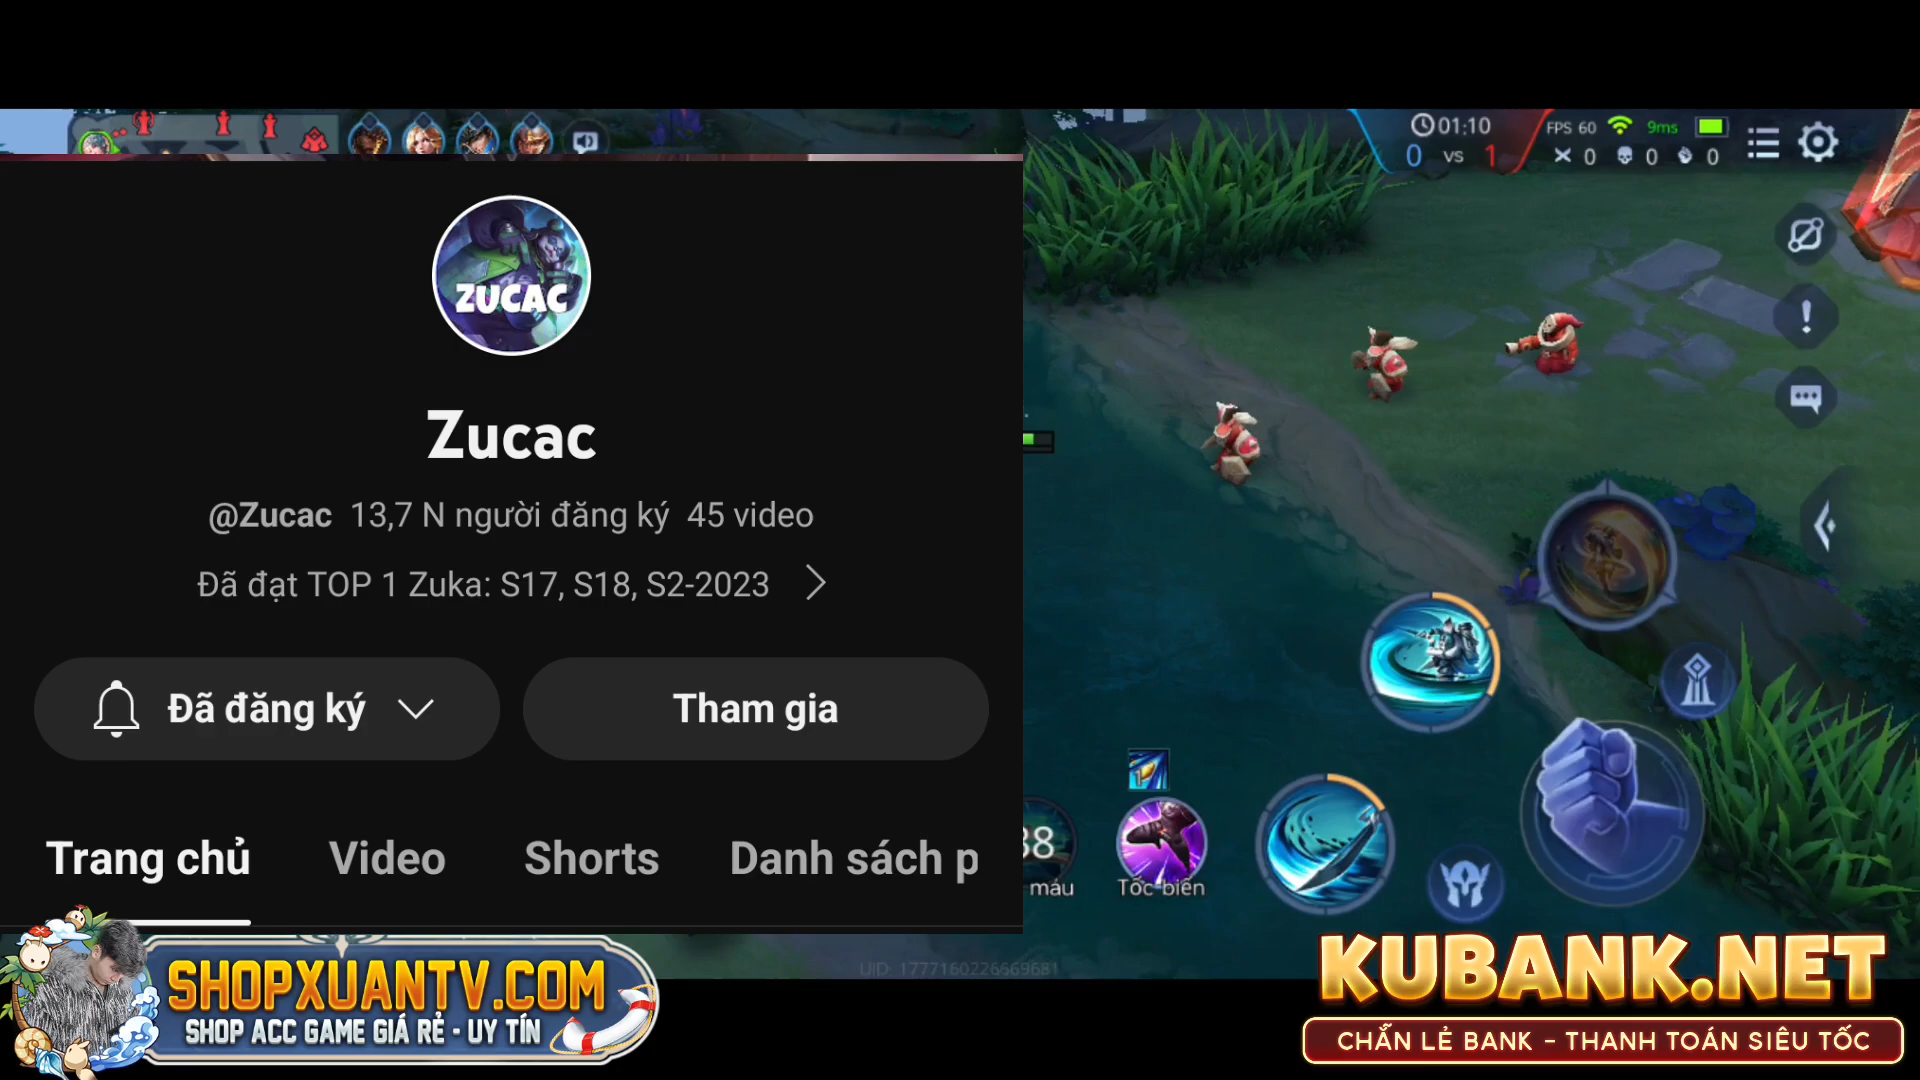 01:10
FPS 60 9ms
0 VS 1
0 0 0
ZUCAC
Zucac
@Zucac 13,7 N người đăng ký 45 video
Đã đạt TOP 1 Zuka: S17, S18, S2-2023
Đã đăng ký
Tham gia
Trang chủ Video Shorts Danh sách p
máu
Tốc biến
UID: 1777160226669681
SHOPXUANTV.COM
SHOP ACC GAME GIÁ RẺ - UY TÍN
KUBANK.NET
CHẴN LẺ BANK - THANH TOÁN SIÊU TỐC